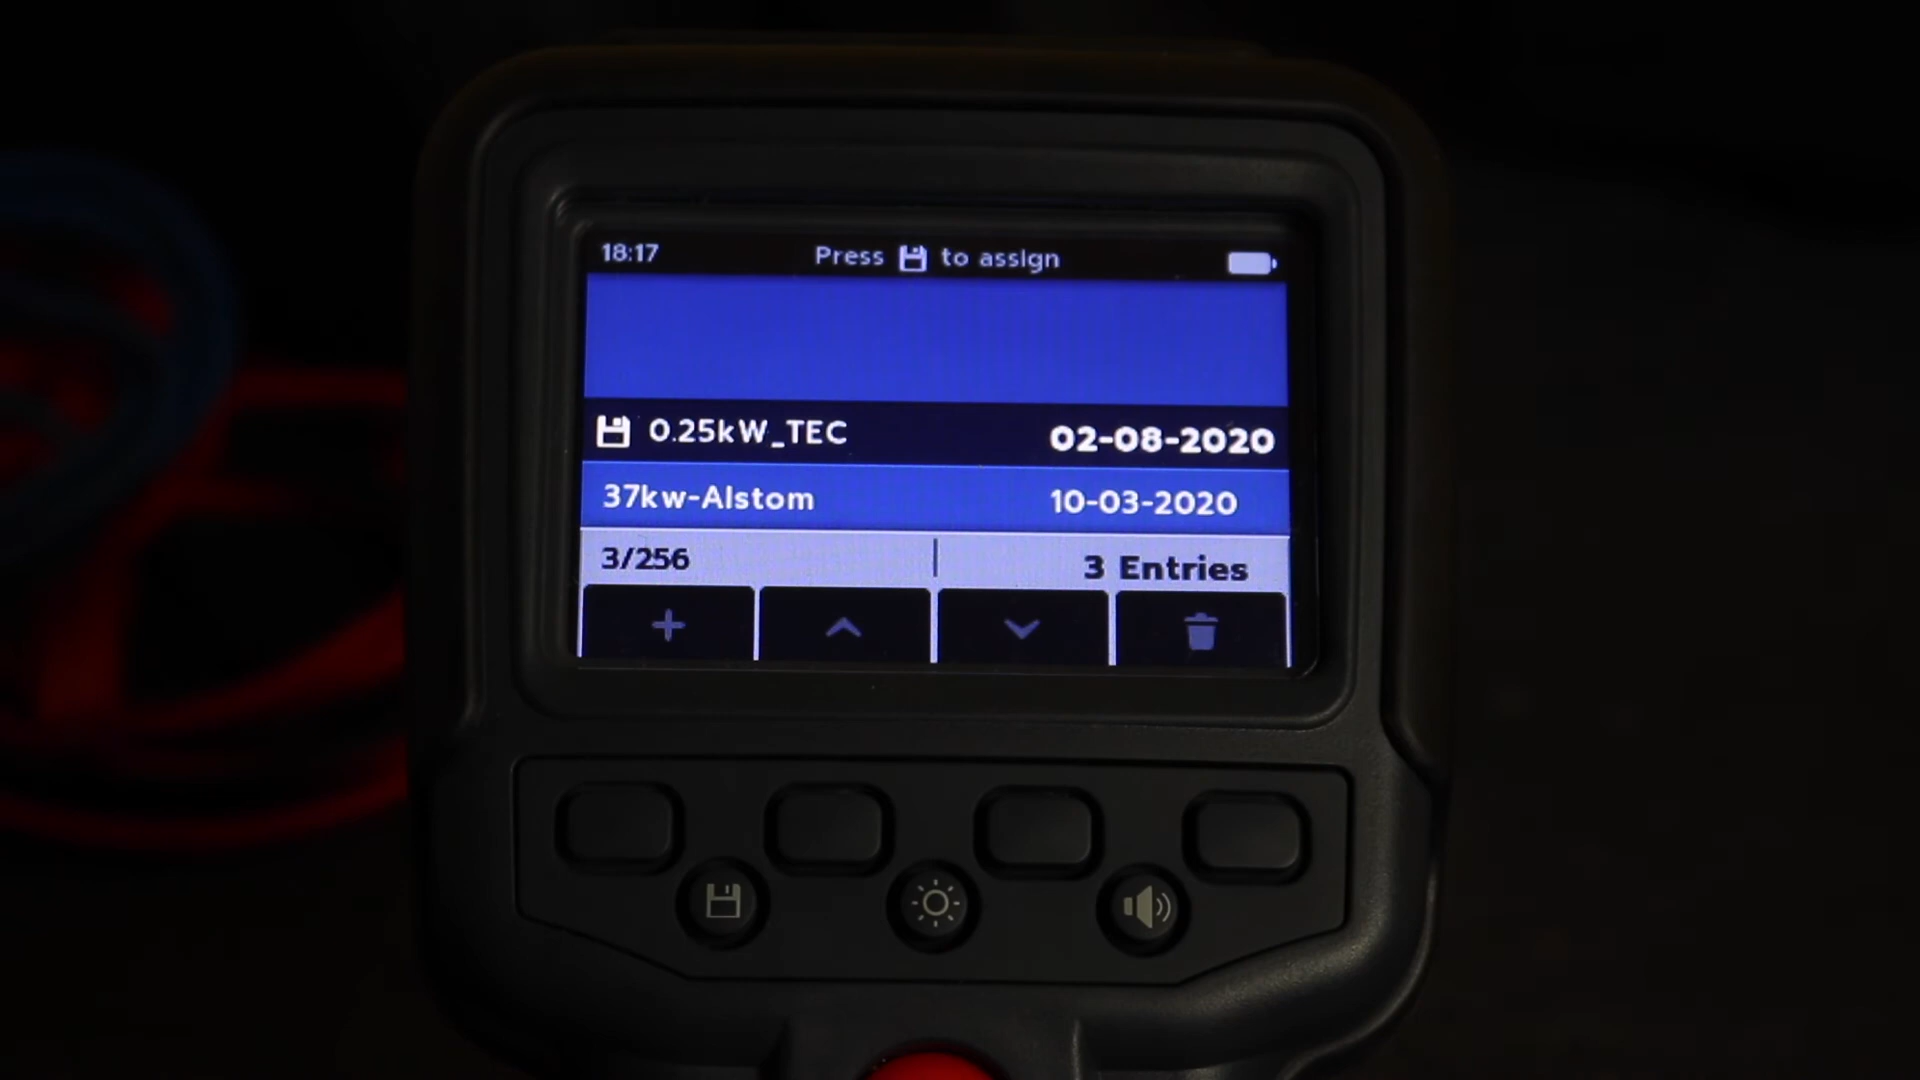 18:17 Press to assign
0.25kW_TEC 02-08-2020
37kw-Alstom 10-03-2020
3/256 3 Entries